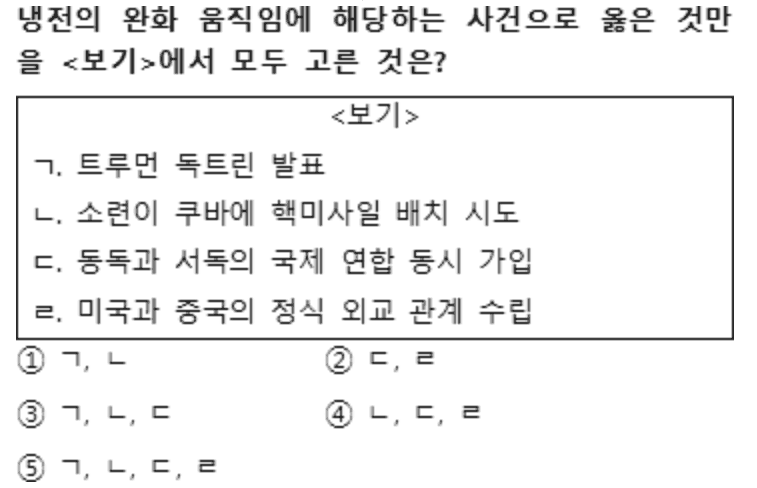 냉전의 완화 움직임에 해당하는 사건으로 옳은 것만
을 <보기>에서 모두 고른 것은?
<보기>
ㄱ. 트루먼 독트린 발표
ㄴ. 소련이 쿠바에 핵미사일 배치 시도
ㄷ. 동독과 서독의 국제 연합 동시 가입
ㄹ. 미국과 중국의 정식 외교 관계 수립
① ㄱ, ㄴ ② ㄷ, ㄹ
③ ㄱ, ㄴ, ㄷ ④ ㄴ, ㄷ, ㄹ
⑤ ㄱ, ㄴ, ㄷ, ㄹ